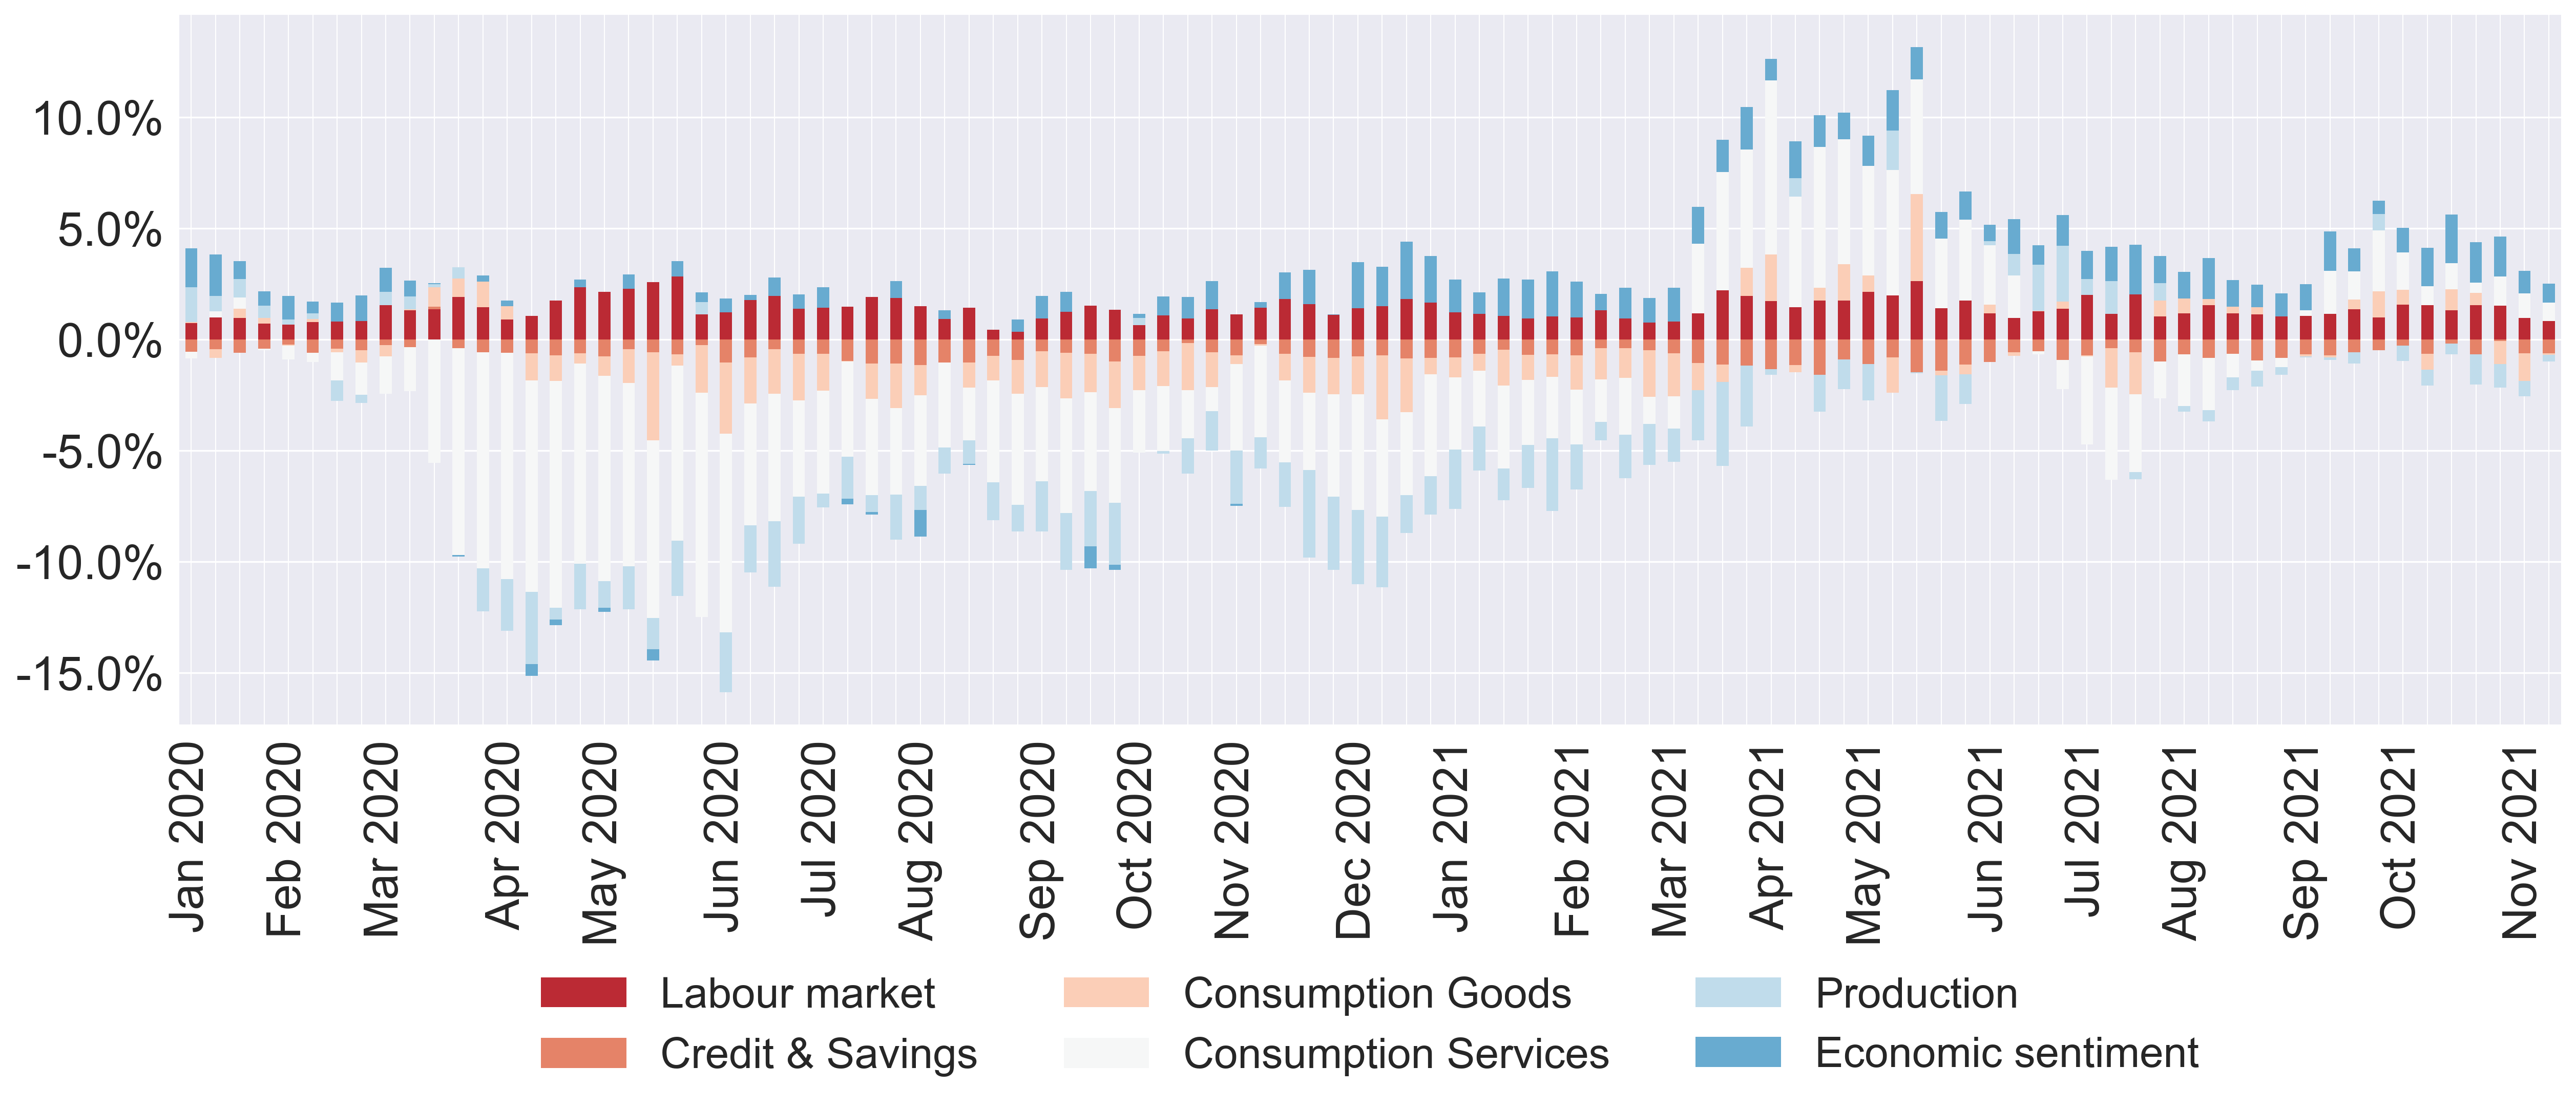 10.0%
5.0%
0.0%
-5.0%
-10.0%
-15.0%
Jan 2020
Feb 2020
Mar 2020
Apr 2020
May 2020
Jun 2020
Jul 2020
Aug 2020
Sep 2020
Oct 2020
Nov 2020
Dec 2020
Jan 2021
Feb 2021
Mar 2021
Apr 2021
May 2021
Jun 2021
Jul 2021
Aug 2021
Sep 2021
Oct 2021
Nov 2021
Labour market
Credit & Savings
Consumption Goods
Consumption Services
Production
Economic sentiment